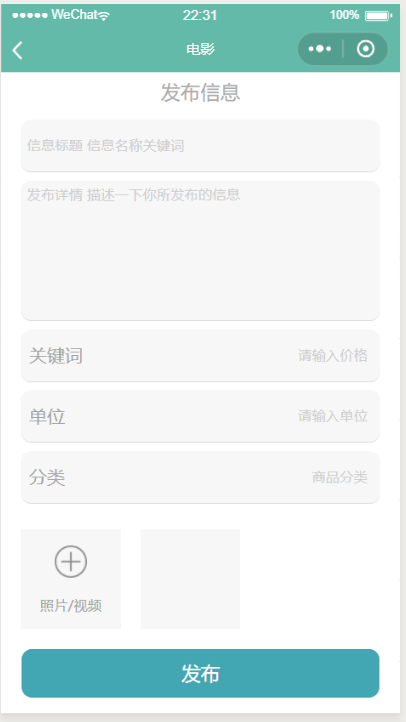 WeChat 22:31 100%
电影
发布信息
信息标题 信息名称关键词
发布详情 描述一下你所发布的信息
关键词 请输入价格
单位 请输入单位
分类 商品分类
照片/视频
发布